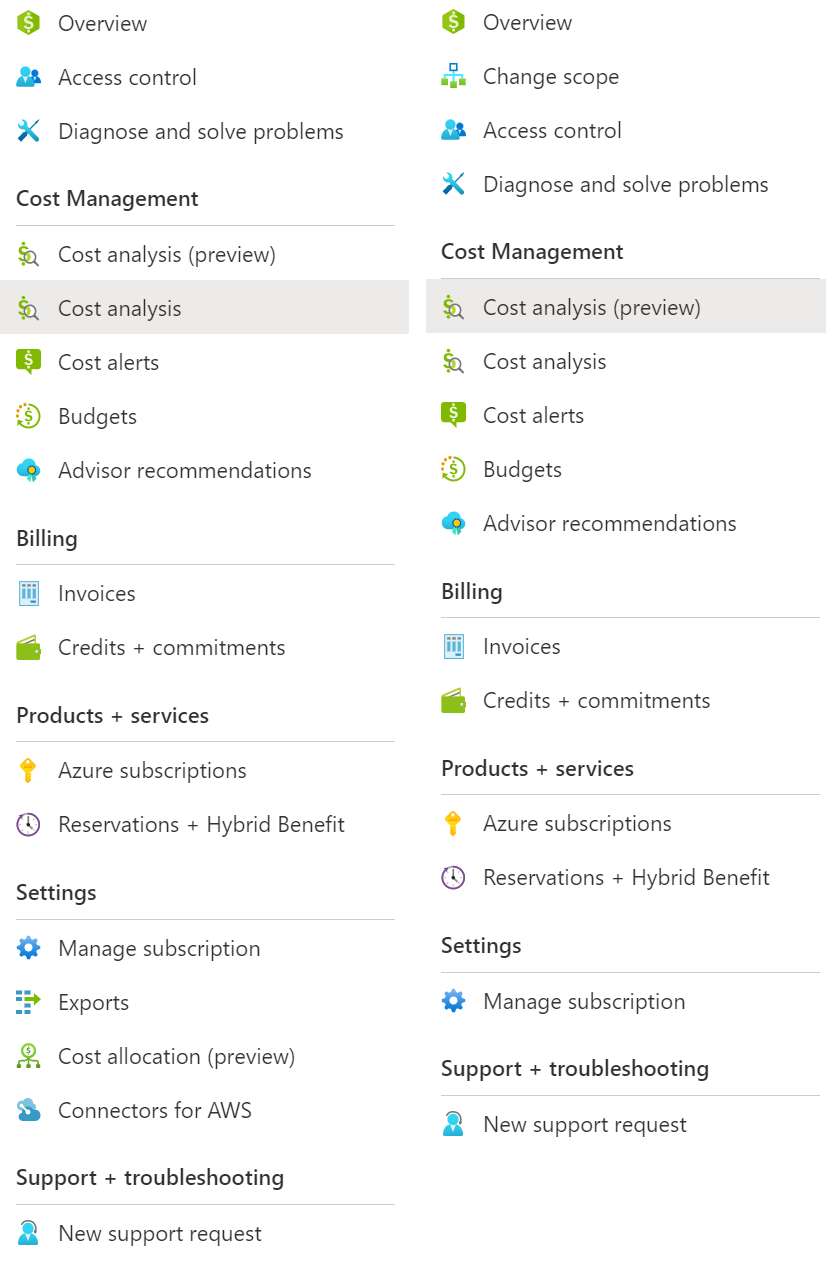 Overview
Access control
Diagnose and solve problems
Cost Management
Cost analysis (preview)
Cost analysis
Cost alerts
Budgets
Advisor recommendations
Billing
Invoices
Credits + commitments
Products + services
Azure subscriptions
Reservations + Hybrid Benefit
Settings
Manage subscription
Exports
Cost allocation (preview)
Connectors for AWS
Support + troubleshooting
New support request
Overview
Change scope
Access control
Diagnose and solve problems
Cost Management
Cost analysis (preview)
Cost analysis
Cost alerts
Budgets
Advisor recommendations
Billing
Invoices
Credits + commitments
Products + services
Azure subscriptions
Reservations + Hybrid Benefit
Settings
Manage subscription
Support + troubleshooting
New support request